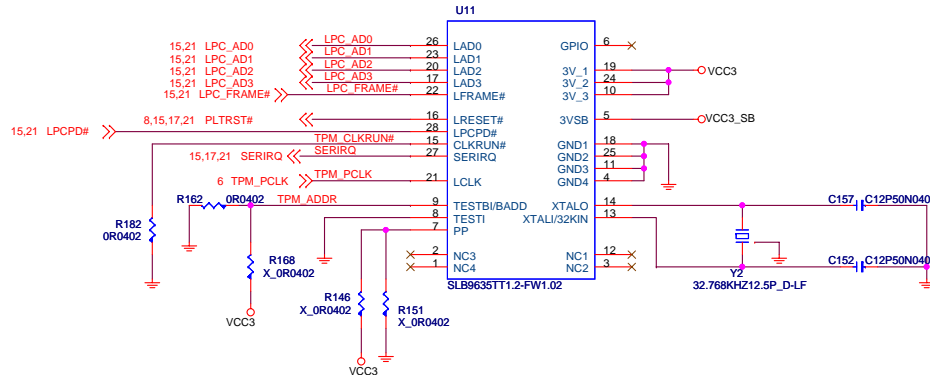 U11
15,21 LPC_AD0 LPC_AD0 26 LAD0 GPIO 6
15,21 LPC_AD1 LPC_AD1 23 LAD1
15,21 LPC_AD2 LPC_AD2 20 LAD2 3V_1 19 VCC3
15,21 LPC_AD3 LPC_AD3 17 LAD3 3V_2 24
15,21 LPC_FRAME# LPC_FRAME# 22 LFRAME# 3V_3 10
8,15,17,21 PLTRST# 16 LRESET# 3VSB 5 VCC3_SB
15,21 LPCPD# 28 LPCPD#
TPM_CLKRUN# 15 CLKRUN# GND1 18
15,17,21 SERIRQ SERIRQ 27 SERIRQ GND2 25
GND3 11
6 TPM_PCLK TPM_PCLK 21 LCLK GND4 4
R162 0R0402 TPM_ADDR 9 TESTBI/BADD XTALO 14 C157 C12P50N040
8 TESTI XTALI/32KIN 13
R182
0R0402
7 PP
2 NC3 NC1 12
1 NC4 NC2 3
R168
X_0R0402
C152 C12P50N040
Y2
32.768KHZ12.5P_D-LF
SLB9635TT1.2-FW1.02
R146
X_0R0402
R151
X_0R0402
VCC3
VCC3